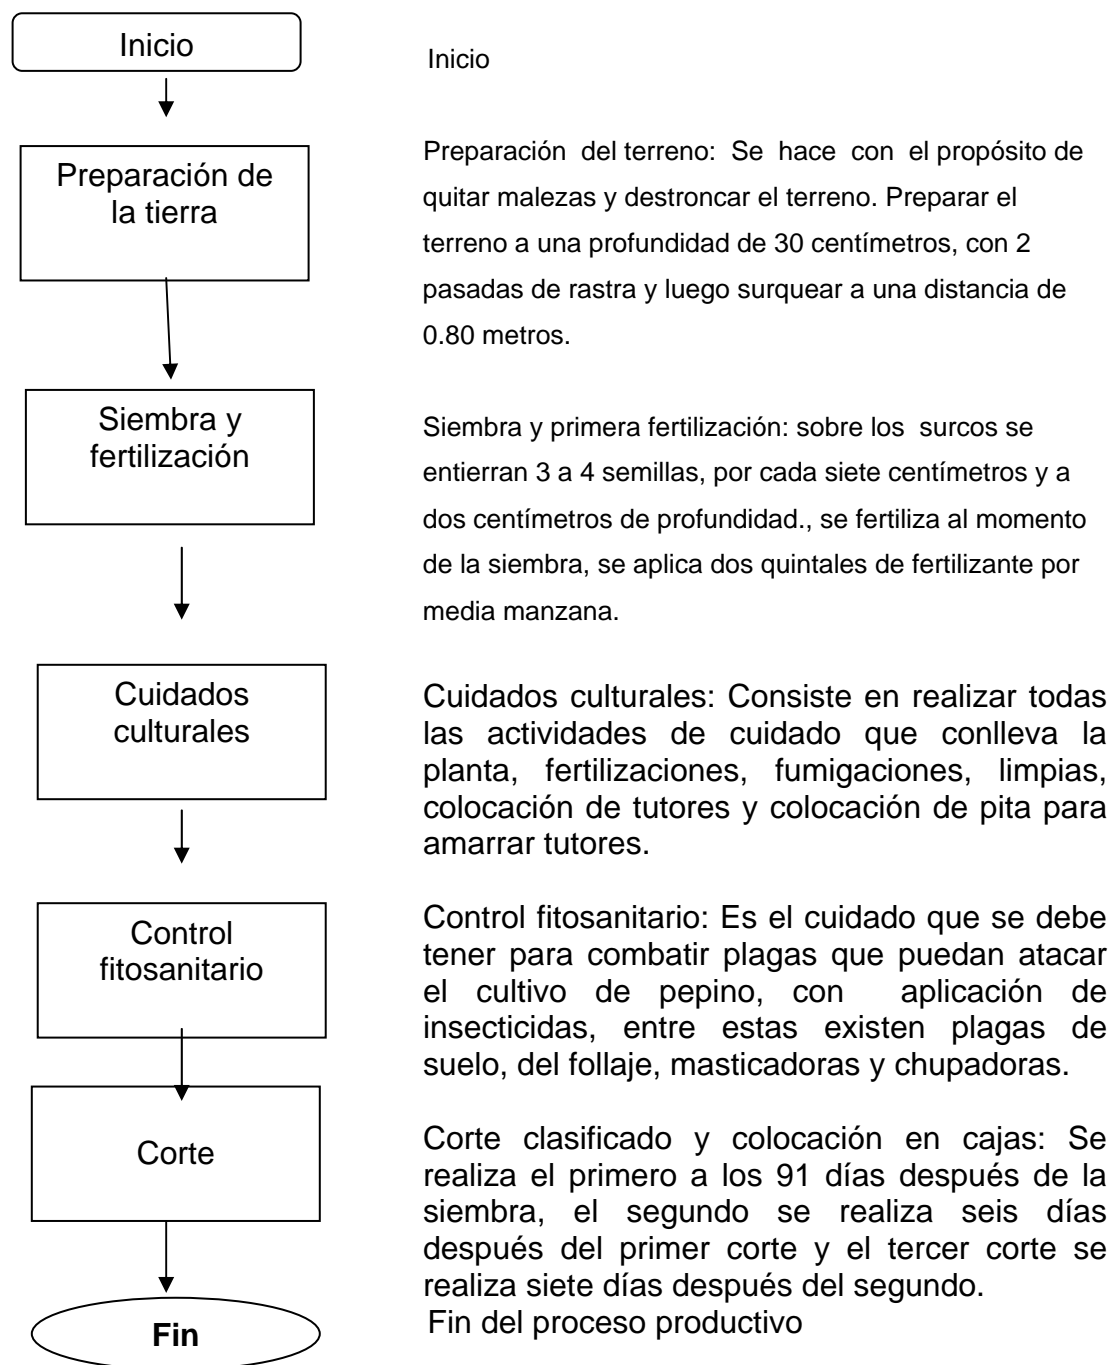 Inicio
Inicio
Preparación de
la tierra
Preparación del terreno: Se hace con el propósito de
quitar malezas y destroncar el terreno. Preparar el
terreno a una profundidad de 30 centímetros, con 2
pasadas de rastra y luego surquear a una distancia de
0.80 metros.
Siembra y
fertilización
Siembra y primera fertilización: sobre los surcos se
entierran 3 a 4 semillas, por cada siete centímetros y a
dos centímetros de profundidad., se fertiliza al momento
de la siembra, se aplica dos quintales de fertilizante por
media manzana.
Cuidados
culturales
Cuidados culturales: Consiste en realizar todas
las actividades de cuidado que conlleva la
planta, fertilizaciones, fumigaciones, limpias,
colocación de tutores y colocación de pita para
amarrar tutores.
Control
fitosanitario
Control fitosanitario: Es el cuidado que se debe
tener para combatir plagas que puedan atacar
el cultivo de pepino, con aplicación de
insecticidas, entre estas existen plagas de
suelo, del follaje, masticadoras y chupadoras.
Corte
Corte clasificado y colocación en cajas: Se
realiza el primero a los 91 días después de la
siembra, el segundo se realiza seis días
después del primer corte y el tercer corte se
realiza siete días después del segundo.
Fin
Fin del proceso productivo